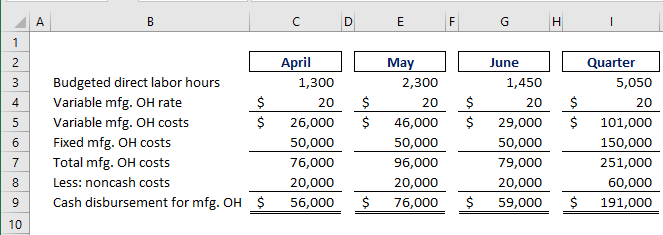 A B C D E F G H I
1
2 April May June Quarter
3 Budgeted direct labor hours 1,300 2,300 1,450 5,050
4 Variable mfg. OH rate $ 20 $ 20 $ 20 $ 20
5 Variable mfg. OH costs $ 26,000 $ 46,000 $ 29,000 $ 101,000
6 Fixed mfg. OH costs 50,000 50,000 50,000 150,000
7 Total mfg. OH costs 76,000 96,000 79,000 251,000
8 Less: noncash costs 20,000 20,000 20,000 60,000
9 Cash disbursement for mfg. OH $ 56,000 $ 76,000 $ 59,000 $ 191,000
10